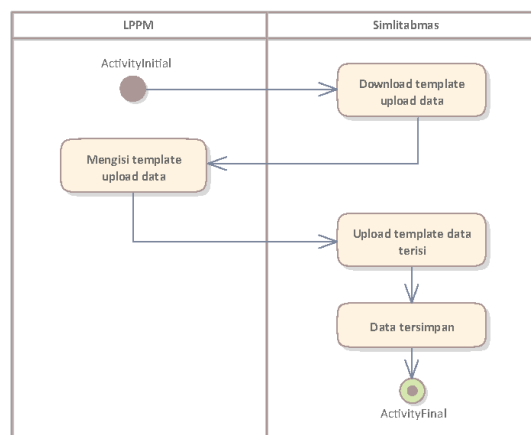 LPPM
Simlitabmas
ActivityInitial
Download template
upload data
Mengisi template
upload data
Upload template data
terisi
Data tersimpan
ActivityFinal